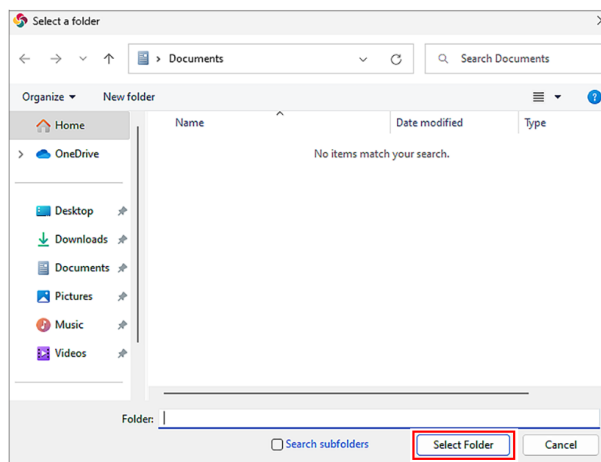 Select a folder
Documents
Search Documents
Organize
New folder
Name
Date modified
Type
Home
No items match your search.
OneDrive
Desktop
Downloads
Documents
Pictures
Music
Videos
Folder:
Search subfolders
Select Folder
Cancel